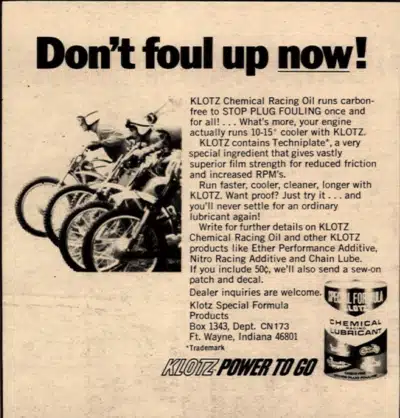 Don't foul up now!
KLOTZ Chemical Racing Oil runs carbon-
free to STOP PLUG FOULING once and
for all! . . . What's more, your engine
actually runs 10-15° cooler with KLOTZ.
KLOTZ contains Techniplate*, a very
special ingredient that gives vastly
superior film strength for reduced friction
and increased RPM's.
Run faster, cooler, cleaner, longer with
KLOTZ. Want proof? Just try it . . . and
you'll never settle for an ordinary
lubricant again!
Write for further details on KLOTZ
Chemical Racing Oil and other KLOTZ
products like Ether Performance Additive,
Nitro Racing Additive and Chain Lube.
If you include 50¢, we'll also send a sew-on
patch and decal.
Dealer inquiries are welcome.
Klotz Special Formula
Products
Box 1343, Dept. CN173
Ft. Wayne, Indiana 46801
*Trademark
KLOTZ POWER TO GO
SPECIAL FORMULA
KLOTZ
CHEMICAL
RACING
LUBRICANT